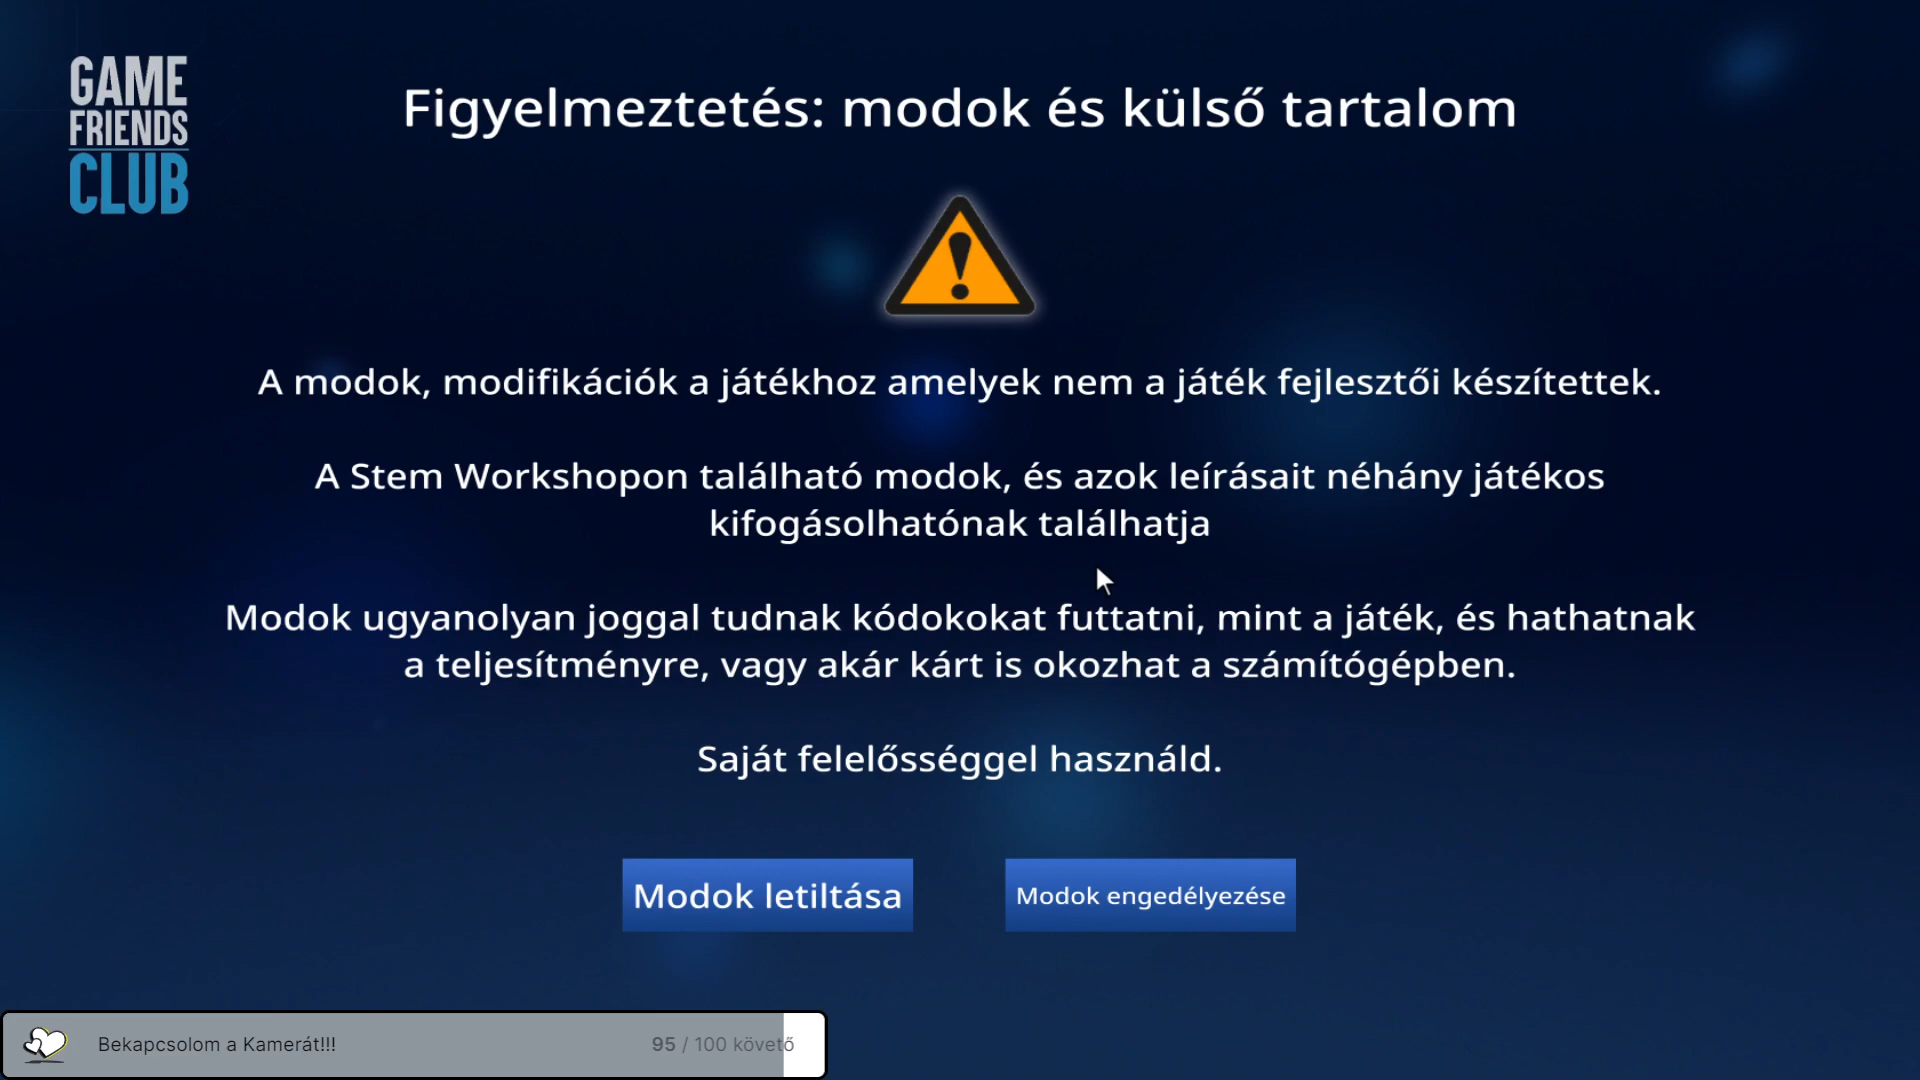 GAME
FRIENDS
CLUB
Figyelmeztetés: modok és külső tartalom
A modok, modifikációk a játékhoz amelyek nem a játék fejlesztői készítettek.
A Stem Workshopon található modok, és azok leírásait néhány játékos
kifogásolhatónak találhatja
Modok ugyanolyan joggal tudnak kódokokat futtatni, mint a játék, és hathatnak
a teljesítményre, vagy akár kárt is okozhat a számítógépben.
Saját felelősséggel használd.
Modok letiltása
Modok engedélyezése
Bekapcsolom a Kamerát!!!
95 / 100 követő